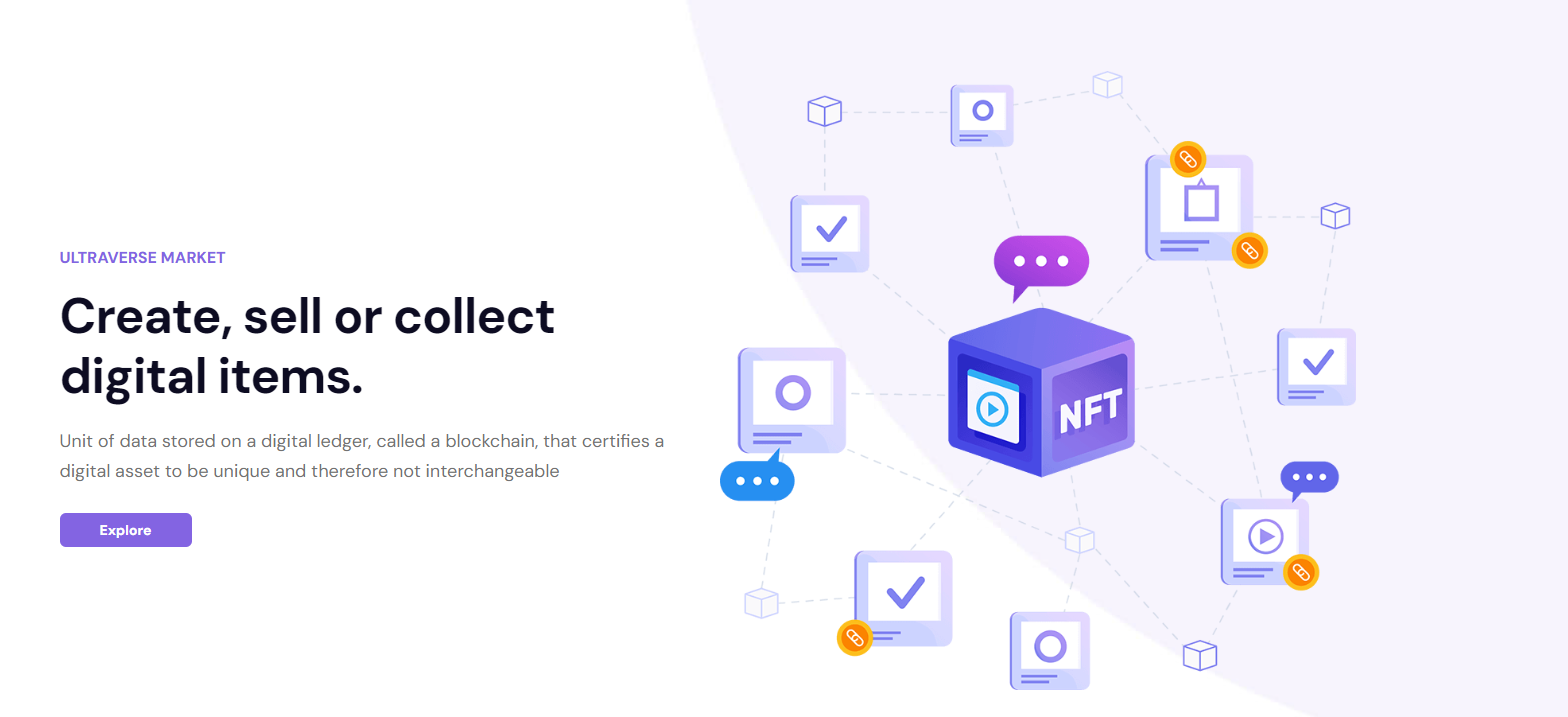 ULTRAVERSE MARKET
Create, sell or collect
digital items.
Unit of data stored on a digital ledger, called a blockchain, that certifies a
digital asset to be unique and therefore not interchangeable
Explore
NFT